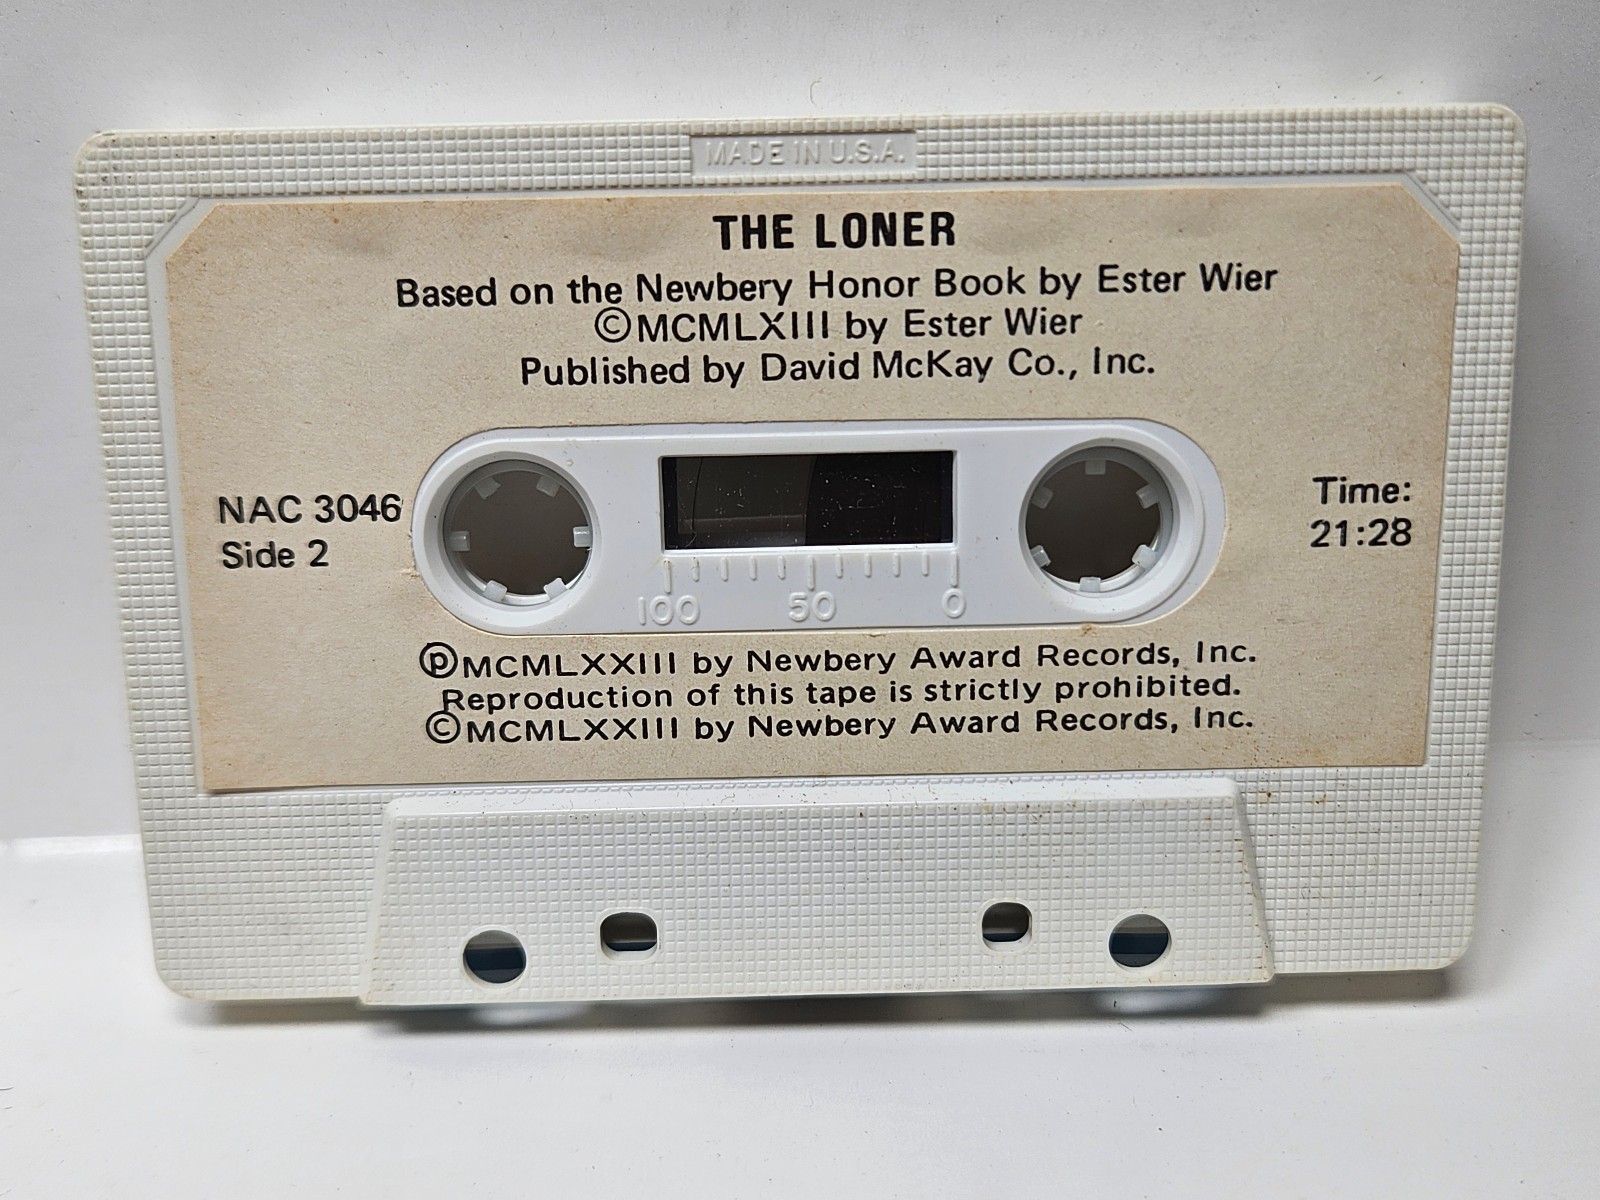 MADE IN U.S.A.
THE LONER
Based on the Newbery Honor Book by Ester Wier
©MCMLXIII by Ester Wier
Published by David McKay Co., Inc.
NAC 3046
Side 2
Time:
21:28
100 50 0
ⓟMCMLXXIII by Newbery Award Records, Inc.
Reproduction of this tape is strictly prohibited.
©MCMLXXIII by Newbery Award Records, Inc.